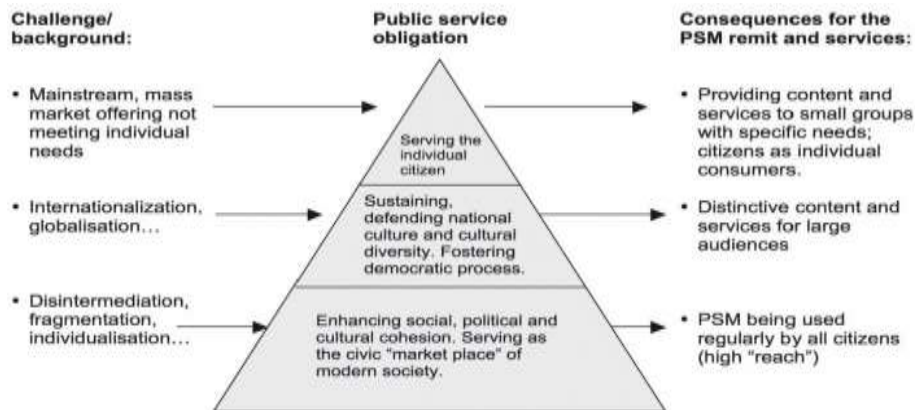 Challenge/
background:
Public service
obligation
Consequences for the
PSM remit and services:
• Mainstream, mass
market offering not
meeting individual
needs
Serving the
individual
citizen
• Providing content and
services to small groups
with specific needs;
citizens as individual
consumers.
• Internationalization,
globalisation...
Sustaining,
defending national
culture and cultural
diversity. Fostering
democratic process.
• Distinctive content and
services for large
audiences
• Disintermediation,
fragmentation,
individualisation...
Enhancing social, political and
cultural cohesion. Serving as
the civic "market place" of
modern society.
• PSM being used
regularly by all citizens
(high "reach")